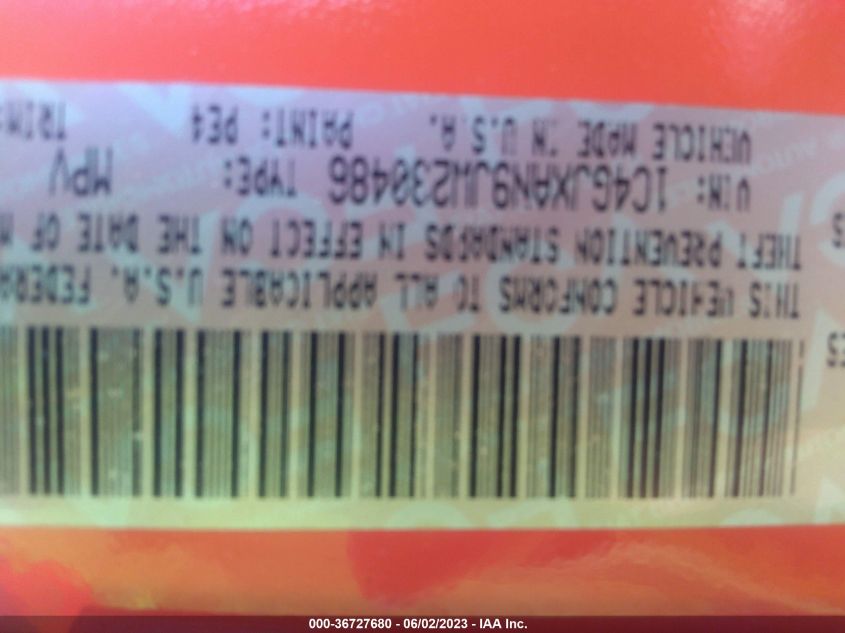 THIS VEHICLE CONFORMS TO ALL APPLICABLE U.S.A. FEDERA
THEFT PREVENTION STANDARDS IN EFFECT ON THE DATE OF M
VIN: 1C4GJXAN9JW230486 TYPE: MPV
VEHICLE MADE IN U.S.A. PAINT: PE4 TRIM:
000-36727680 - 06/02/2023 - IAA Inc.